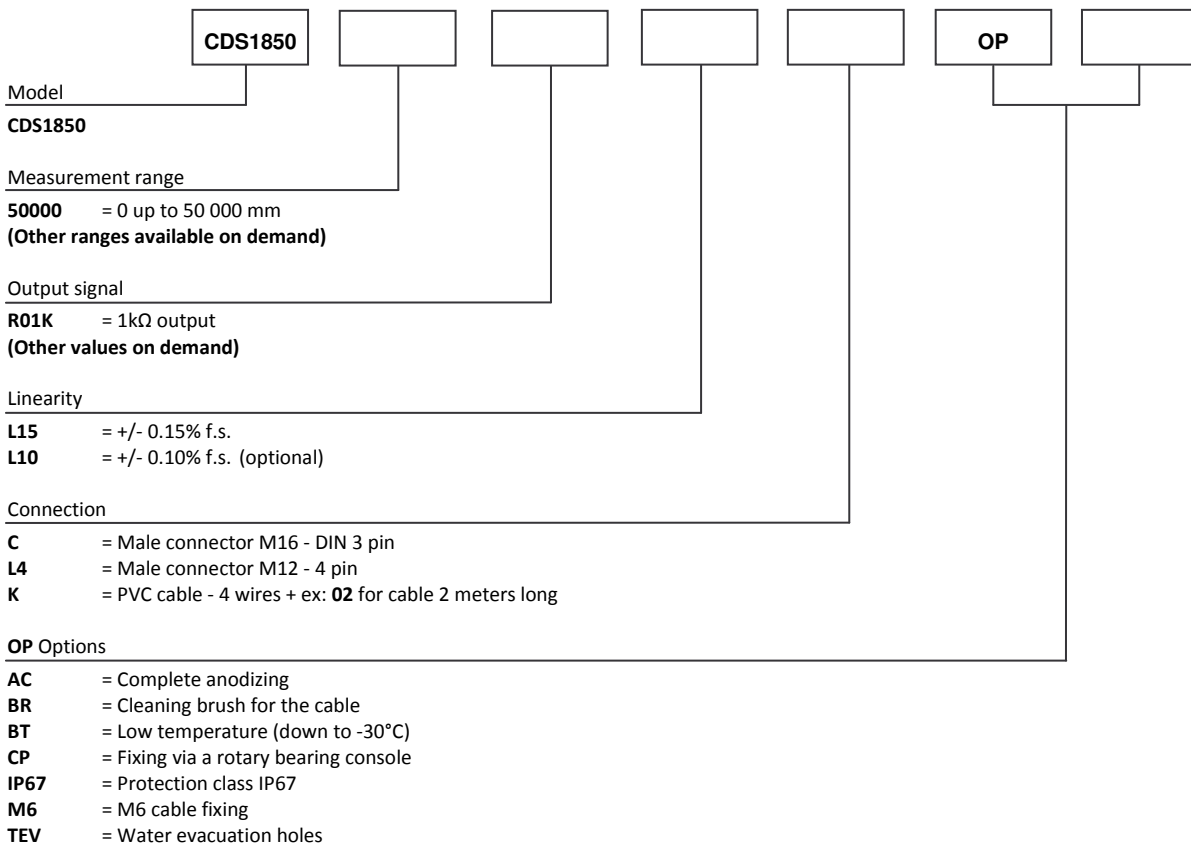 CDS1850 OP
Model
CDS1850
Measurement range
50000 = 0 up to 50 000 mm
(Other ranges available on demand)
Output signal
R01K = 1kΩ output
(Other values on demand)
Linearity
L15 = +/- 0.15% f.s.
L10 = +/- 0.10% f.s. (optional)
Connection
C = Male connector M16 - DIN 3 pin
L4 = Male connector M12 - 4 pin
K = PVC cable - 4 wires + ex: 02 for cable 2 meters long
OP Options
AC = Complete anodizing
BR = Cleaning brush for the cable
BT = Low temperature (down to -30°C)
CP = Fixing via a rotary bearing console
IP67 = Protection class IP67
M6 = M6 cable fixing
TEV = Water evacuation holes